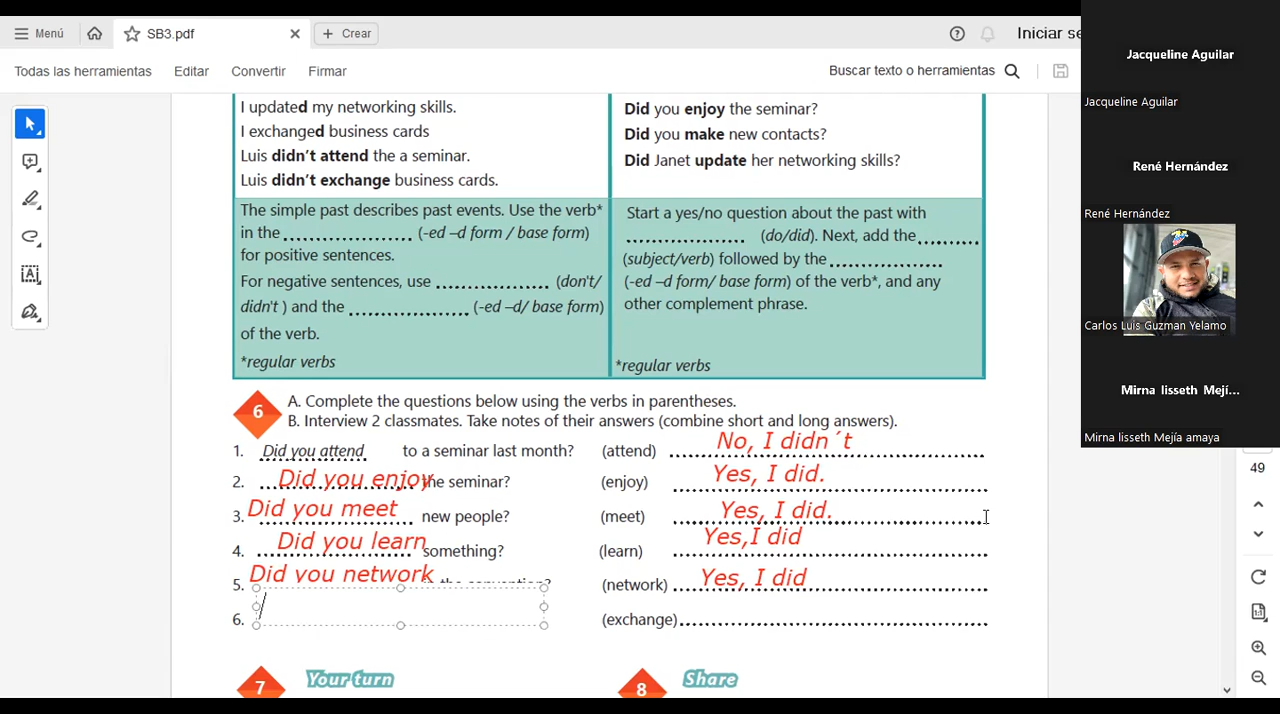 Menú
SB3.pdf
Crear
Iniciar se
Todas las herramientas
Editar
Convertir
Firmar
Buscar texto o herramientas
I updated my networking skills.
I exchanged business cards
Luis didn't attend the a seminar.
Luis didn't exchange business cards.
Did you enjoy the seminar?
Did you make new contacts?
Did Janet update her networking skills?
The simple past describes past events. Use the verb*
in the ........................ (-ed –d form / base form)
for positive sentences.
For negative sentences, use ..................... (don't/
didn't ) and the ...................... (-ed –d/ base form)
of the verb.
*regular verbs
Start a yes/no question about the past with
...................... (do/did). Next, add the ............
(subject/verb) followed by the .....................
(-ed –d form/ base form) of the verb*, and any
other complement phrase.
*regular verbs
6
A. Complete the questions below using the verbs in parentheses.
B. Interview 2 classmates. Take notes of their answers (combine short and long answers).
1. Did you attend to a seminar last month? (attend) No, I didn´t
2. Did you enjoy the seminar? (enjoy) Yes, I did.
3. Did you meet new people? (meet) Yes, I did.
4. Did you learn something? (learn) Yes,I did
5. Did you network (network) Yes, I did
6. (exchange)
7 Your turn
8 Share
Jacqueline Aguilar
Jacqueline Aguilar
René Hernández
René Hernández
Carlos Luis Guzman Yelamo
Mirna lisseth Mejí...
Mirna lisseth Mejía amaya
49